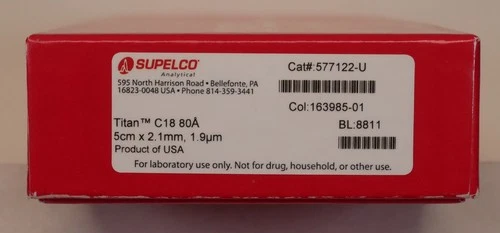 SUPELCO
Analytical
595 North Harrison Road • Bellefonte, PA
16823-0048 USA • Phone 814-359-3441
Cat#:577122-U
Col:163985-01
Titan™ C18 80Å
5cm x 2.1mm, 1.9µm
Product of USA
BL:8811
For laboratory use only. Not for drug, household, or other use.